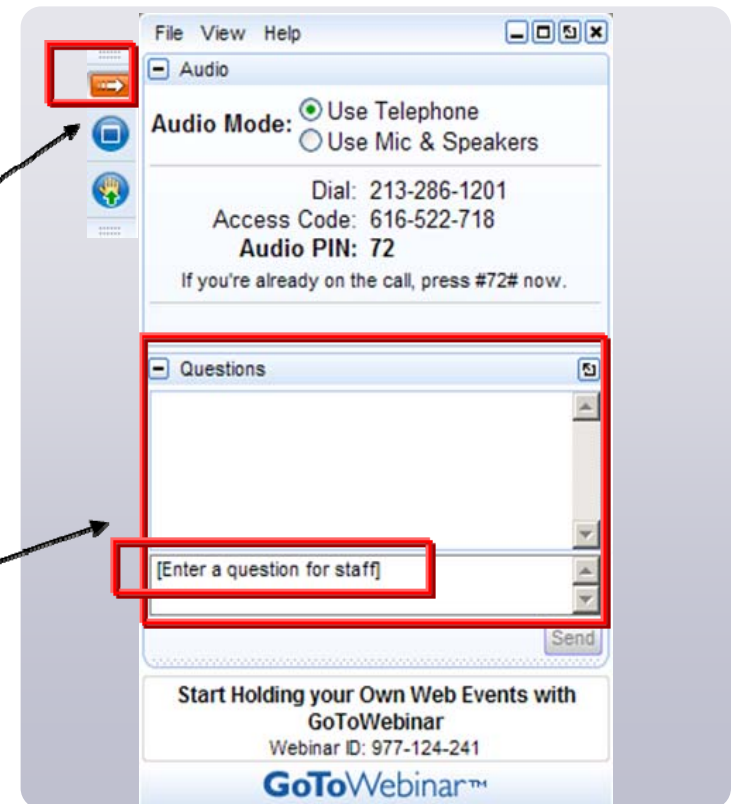 File View Help
Audio
Audio Mode: Use Telephone
Use Mic & Speakers
Dial: 213-286-1201
Access Code: 616-522-718
Audio PIN: 72
If you're already on the call, press #72# now.
Questions
[Enter a question for staff]
Send
Start Holding your Own Web Events with
GoToWebinar
Webinar ID: 977-124-241
GoToWebinar™